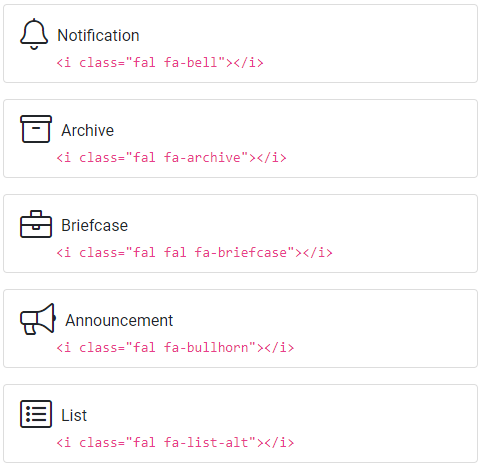 Notification
<i class="fal fa-bell"></i>
Archive
<i class="fal fa-archive"></i>
Briefcase
<i class="fal fal fa-briefcase"></i>
Announcement
<i class="fal fa-bullhorn"></i>
List
<i class="fal fa-list-alt"></i>